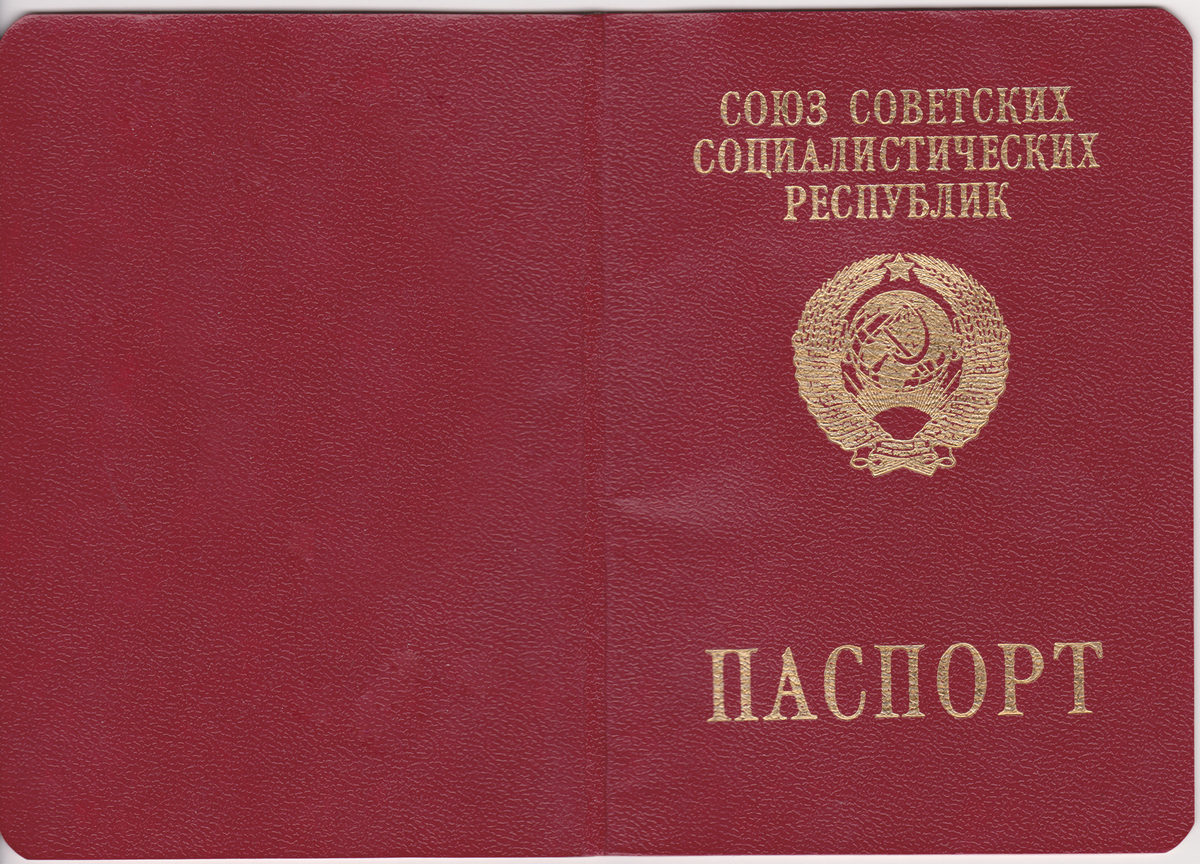 СОЮЗ СОВЕТСКИХ
СОЦИАЛИСТИЧЕСКИХ
РЕСПУБЛИК
ПАСПОРТ